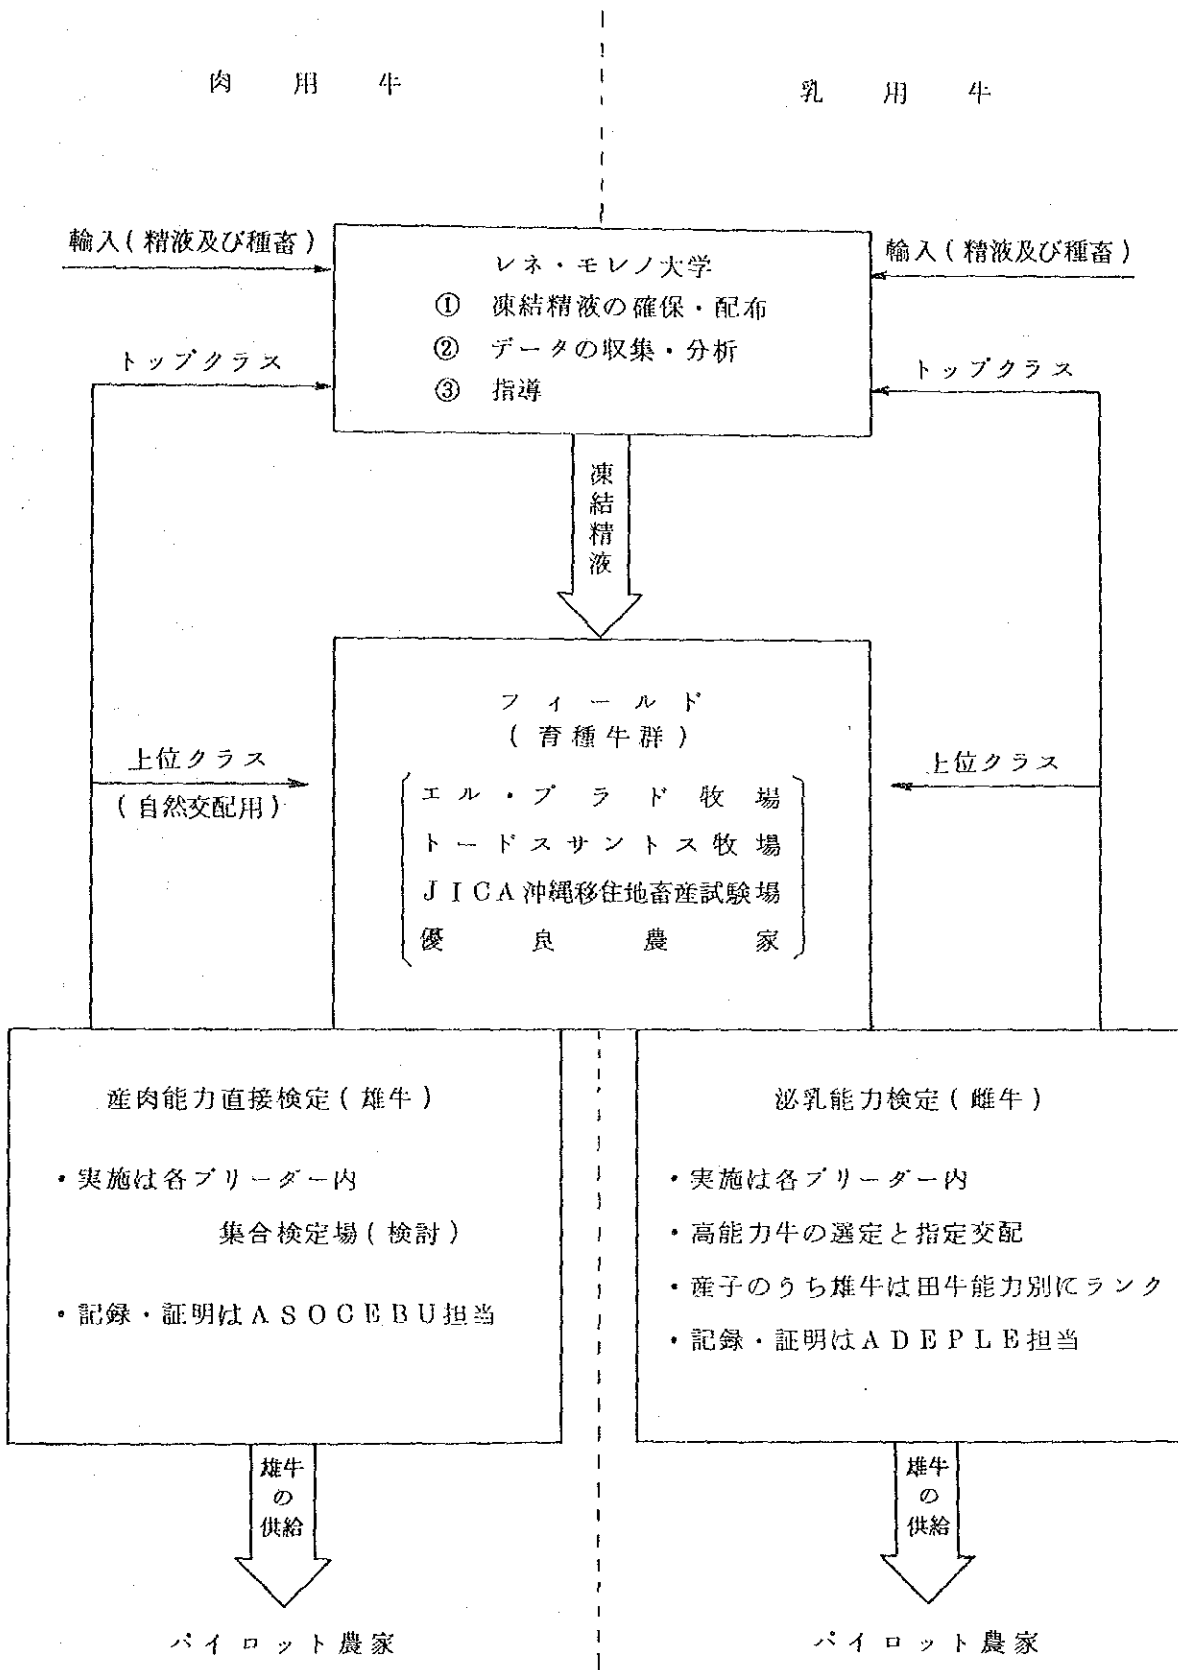 肉用牛
乳用牛
輸入(精液及び種畜)
輸入(精液及び種畜)
レネ・モレノ大学
① 凍結精液の確保・配布
② データの収集・分析
③ 指導
トップクラス
トップクラス
凍結精液
フィールド
(育種牛群)
エル・プラド牧場
トードスサントス牧場
JICA沖縄移住地畜産試験場
優良農家
上位クラス
(自然交配用)
上位クラス
産肉能力直接検定(雄牛)
・実施は各ブリーダー内
集合検定場(検討)
・記録・証明はASOCEBU担当
泌乳能力検定(雌牛)
・実施は各ブリーダー内
・高能力牛の選定と指定交配
・産子のうち雄牛は田牛能力別にランク
・記録・証明はADEPLE担当
雄牛
の
供給
雄牛
の
供給
パイロット農家
パイロット農家